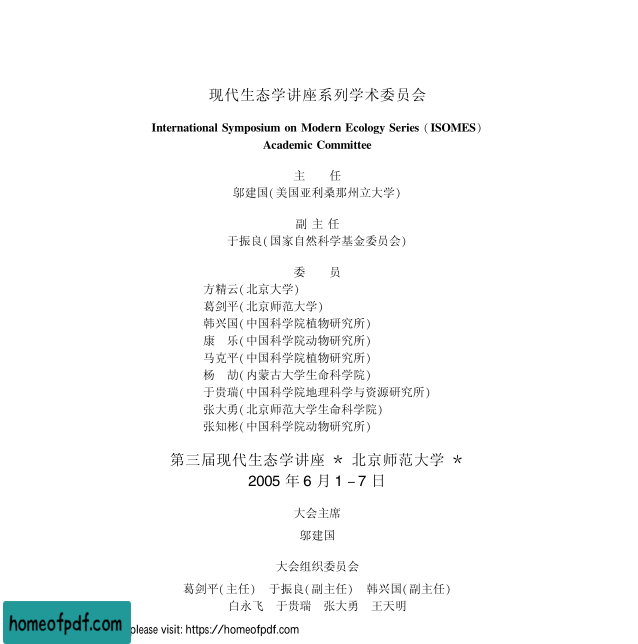 现代生态学讲座系列学术委员会
International Symposium on Modern Ecology Series (ISOMES)
Academic Committee
主 任
邬建国(美国亚利桑那州立大学)
副 主 任
于振良(国家自然科学基金委员会)
委 员
方精云(北京大学)
葛剑平(北京师范大学)
韩兴国(中国科学院植物研究所)
康 乐(中国科学院动物研究所)
马克平(中国科学院植物研究所)
杨 劼(内蒙古大学生命科学院)
于贵瑞(中国科学院地理科学与资源研究所)
张大勇(北京师范大学生命科学院)
张知彬(中国科学院动物研究所)
第三届现代生态学讲座 * 北京师范大学 *
2005 年 6 月 1 – 7 日
大会主席
邬建国
大会组织委员会
葛剑平(主任) 于振良(副主任) 韩兴国(副主任)
白永飞 于贵瑞 张大勇 王天明
homeofpdf.com
please visit: https://homeofpdf.com